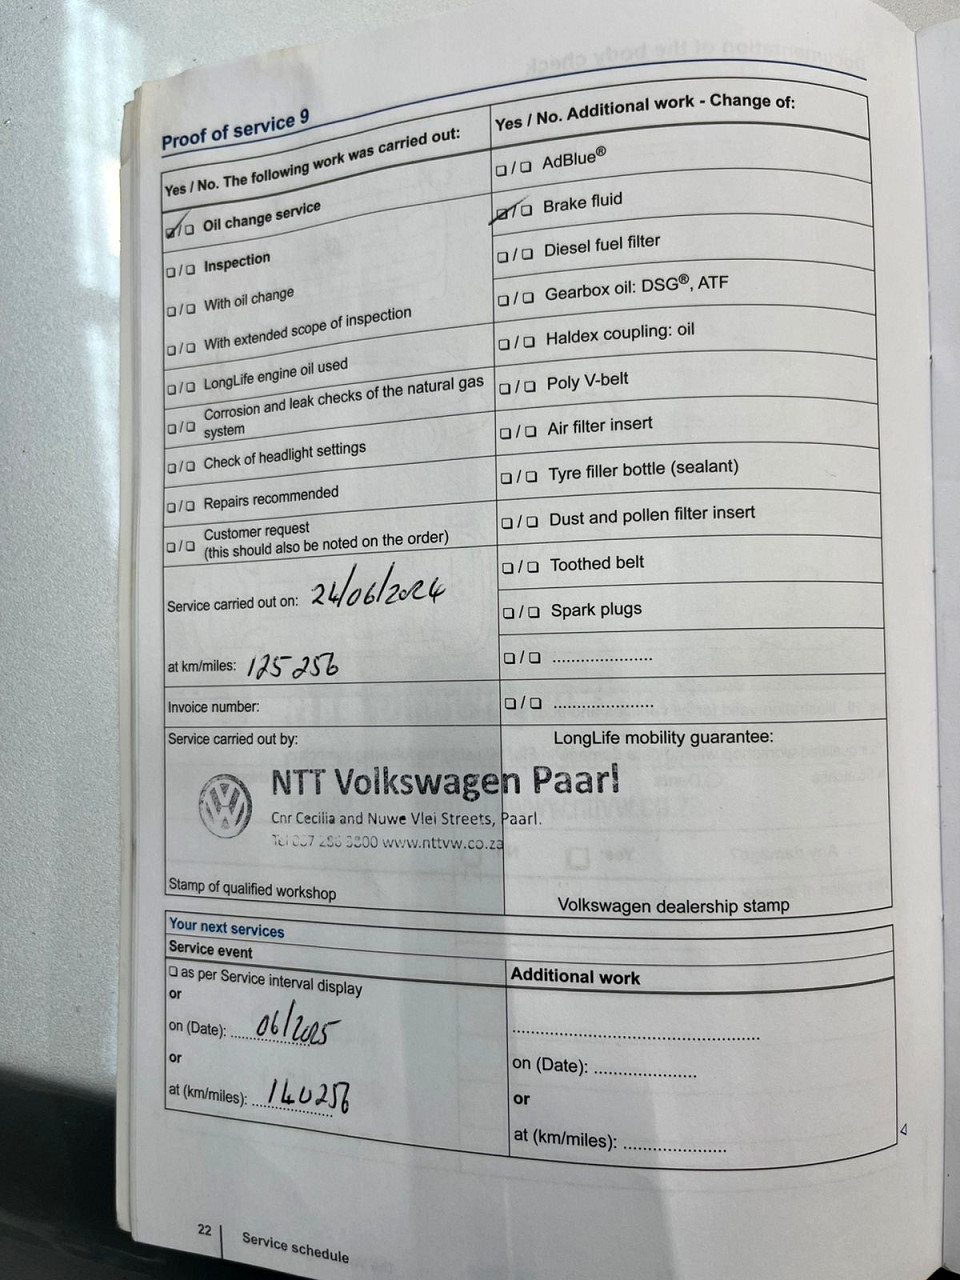 Proof of service 9
Yes / No. The following work was carried out:
☑/❏ Oil change service
❏/❏ Inspection
❏/❏ With oil change
❏/❏ With extended scope of inspection
❏/❏ LongLife engine oil used
❏/❏ Corrosion and leak checks of the natural gas
system
❏/❏ Check of headlight settings
❏/❏ Repairs recommended
❏/❏ Customer request
(this should also be noted on the order)
Service carried out on: 24/06/2024
at km/miles: 125 256
Invoice number:
Yes / No. Additional work - Change of:
❏/❏ AdBlue®
☑/❏ Brake fluid
❏/❏ Diesel fuel filter
❏/❏ Gearbox oil: DSG®, ATF
❏/❏ Haldex coupling: oil
❏/❏ Poly V-belt
❏/❏ Air filter insert
❏/❏ Tyre filler bottle (sealant)
❏/❏ Dust and pollen filter insert
❏/❏ Toothed belt
❏/❏ Spark plugs
❏/❏ .....................
❏/❏ .....................
Service carried out by:
NTT Volkswagen Paarl
Cnr Cecilia and Nuwe Vlei Streets, Paarl.
www.nttvw.co.za
Stamp of qualified workshop
LongLife mobility guarantee:
Volkswagen dealership stamp
Your next services
Service event
❏ as per Service interval display
or
on (Date): 06/2025
or
at (km/miles): 140256
Additional work
.....................
on (Date): .....................
or
at (km/miles): .....................
22
Service schedule